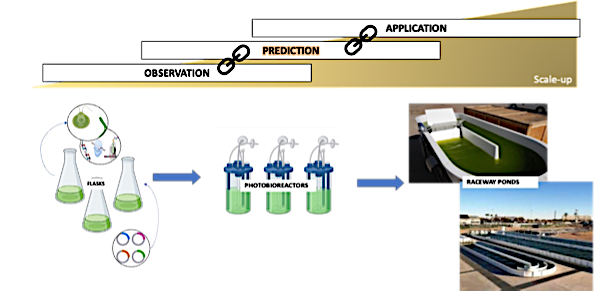 APPLICATION
PREDICTION
OBSERVATION
Scale-up
FLASKS
PHOTOBIOREACTORS
RACEWAY PONDS